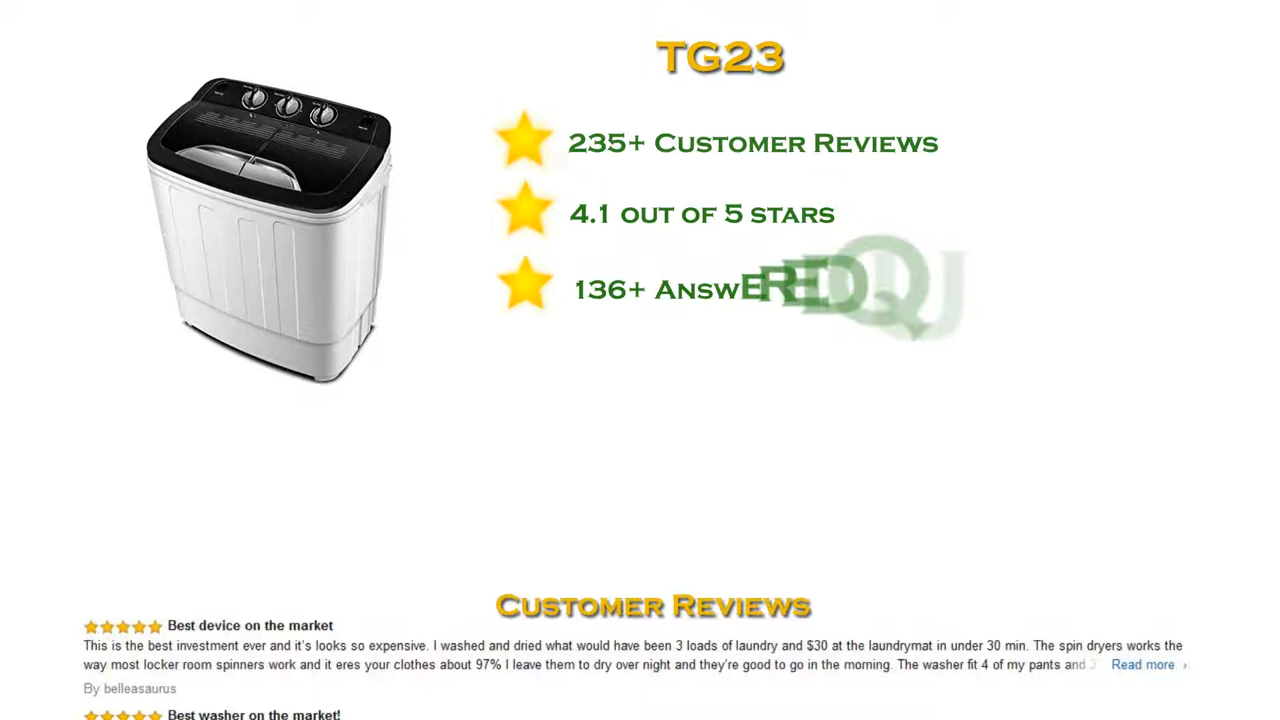 TG23
235+ Customer Reviews
4.1 out of 5 stars
136+ Answered
Customer Reviews
Best device on the market
This is the best investment ever and it's looks so expensive. I washed and dried what would have been 3 loads of laundry and $30 at the laundrymat in under 30 min. The spin dryers works the
way most locker room spinners work and it eres your clothes about 97% I leave them to dry over night and they're good to go in the morning. The washer fit 4 of my pants and 3 Read more ›
By belleasaurus
Best washer on the market!